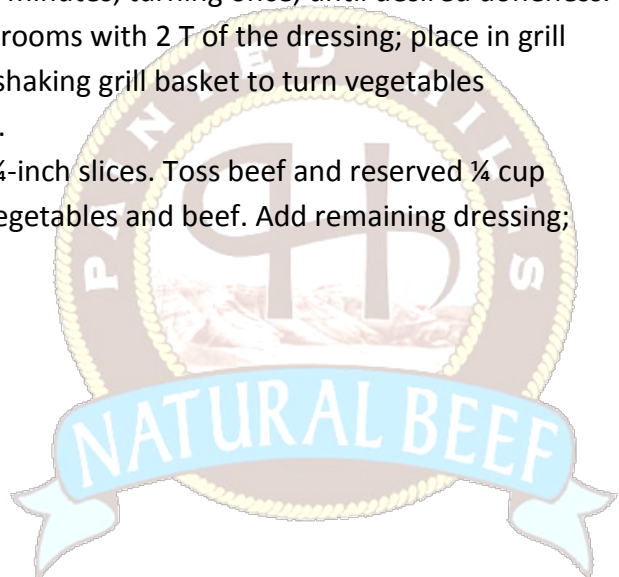 minutes, turning once, until desired doneness.
rooms with 2 T of the dressing; place in grill
shaking grill basket to turn vegetables
.
¼-inch slices. Toss beef and reserved ¼ cup
egetables and beef. Add remaining dressing;
PAINTED HILLS
PH
NATURAL BEEF